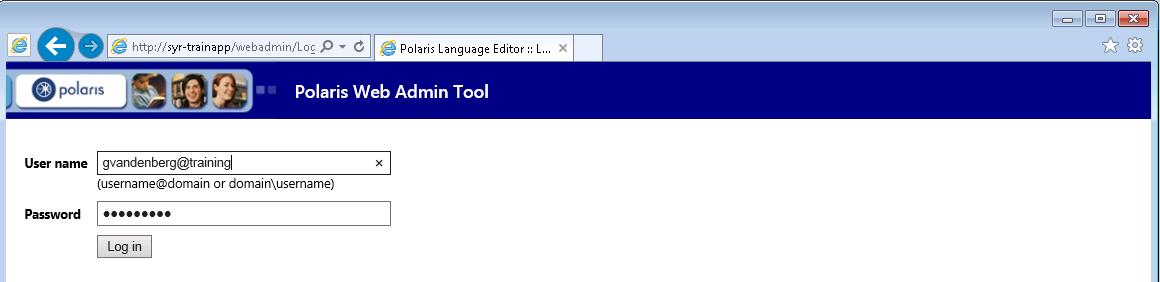 http://syr-trainapp/webadmin/Log
Polaris Language Editor :: L...
polaris
Polaris Web Admin Tool
User name
gvandenberg@training
(username@domain or domain\username)
Password
•••••••••
Log in